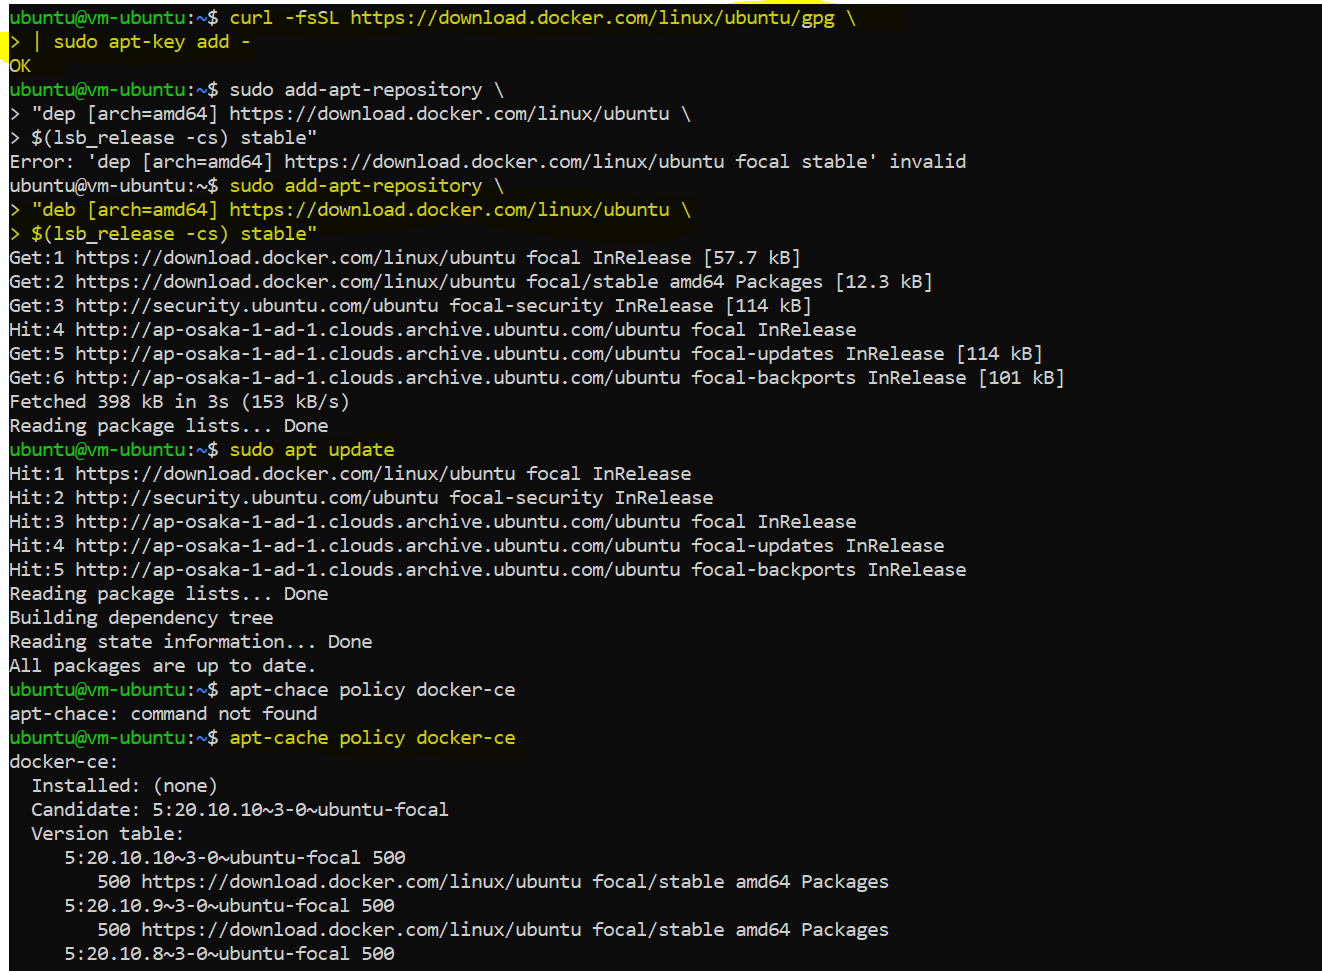 ubuntu@vm-ubuntu:~$ curl -fsSL https://download.docker.com/linux/ubuntu/gpg \
> | sudo apt-key add -
OK
ubuntu@vm-ubuntu:~$ sudo add-apt-repository \
> "dep [arch=amd64] https://download.docker.com/linux/ubuntu \
> $(lsb_release -cs) stable"
Error: 'dep [arch=amd64] https://download.docker.com/linux/ubuntu focal stable' invalid
ubuntu@vm-ubuntu:~$ sudo add-apt-repository \
> "deb [arch=amd64] https://download.docker.com/linux/ubuntu \
> $(lsb_release -cs) stable"
Get:1 https://download.docker.com/linux/ubuntu focal InRelease [57.7 kB]
Get:2 https://download.docker.com/linux/ubuntu focal/stable amd64 Packages [12.3 kB]
Get:3 http://security.ubuntu.com/ubuntu focal-security InRelease [114 kB]
Hit:4 http://ap-osaka-1-ad-1.clouds.archive.ubuntu.com/ubuntu focal InRelease
Get:5 http://ap-osaka-1-ad-1.clouds.archive.ubuntu.com/ubuntu focal-updates InRelease [114 kB]
Get:6 http://ap-osaka-1-ad-1.clouds.archive.ubuntu.com/ubuntu focal-backports InRelease [101 kB]
Fetched 398 kB in 3s (153 kB/s)
Reading package lists... Done
ubuntu@vm-ubuntu:~$ sudo apt update
Hit:1 https://download.docker.com/linux/ubuntu focal InRelease
Hit:2 http://security.ubuntu.com/ubuntu focal-security InRelease
Hit:3 http://ap-osaka-1-ad-1.clouds.archive.ubuntu.com/ubuntu focal InRelease
Hit:4 http://ap-osaka-1-ad-1.clouds.archive.ubuntu.com/ubuntu focal-updates InRelease
Hit:5 http://ap-osaka-1-ad-1.clouds.archive.ubuntu.com/ubuntu focal-backports InRelease
Reading package lists... Done
Building dependency tree
Reading state information... Done
All packages are up to date.
ubuntu@vm-ubuntu:~$ apt-chace policy docker-ce
apt-chace: command not found
ubuntu@vm-ubuntu:~$ apt-cache policy docker-ce
docker-ce:
  Installed: (none)
  Candidate: 5:20.10.10~3-0~ubuntu-focal
  Version table:
     5:20.10.10~3-0~ubuntu-focal 500
        500 https://download.docker.com/linux/ubuntu focal/stable amd64 Packages
     5:20.10.9~3-0~ubuntu-focal 500
        500 https://download.docker.com/linux/ubuntu focal/stable amd64 Packages
     5:20.10.8~3-0~ubuntu-focal 500